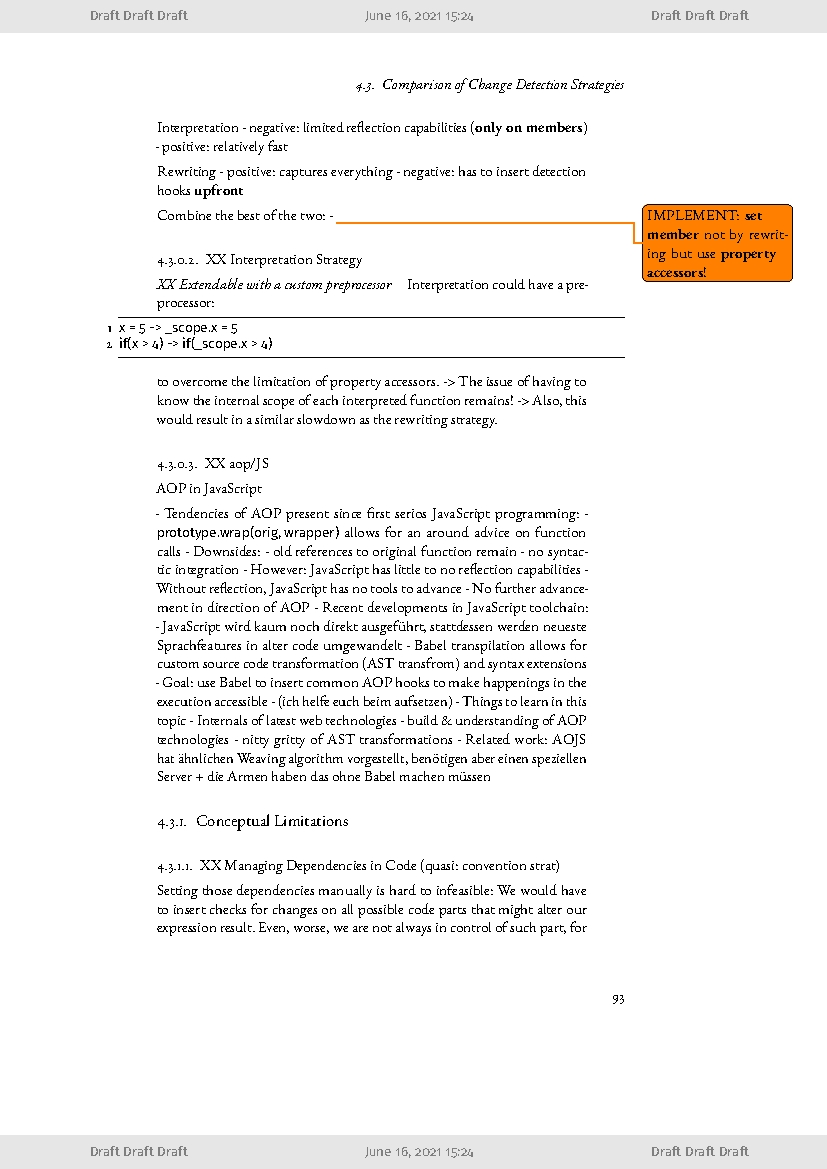 Draft Draft Draft June 16, 2021 15:24 Draft Draft Draft
4.3. Comparison of Change Detection Strategies
Interpretation - negative: limited reflection capabilities (only on members)
- positive: relatively fast
Rewriting - positive: captures everything - negative: has to insert detection
hooks upfront
Combine the best of the two: -
IMPLEMENT: set
member not by rewrit-
ing but use property
accessors!
4.3.0.2. XX Interpretation Strategy
XX Extendable with a custom preprocessor Interpretation could have a pre-
processor:
1 x = 5 -> _scope.x = 5
2 if(x > 4) -> if(_scope.x > 4)
to overcome the limitation of property accessors. -> The issue of having to
know the internal scope of each interpreted function remains! -> Also, this
would result in a similar slowdown as the rewriting strategy.
4.3.0.3. XX aop/JS
AOP in JavaScript
- Tendencies of AOP present since first serios JavaScript programming: -
prototype.wrap(orig, wrapper) allows for an around advice on function
calls - Downsides: - old references to original function remain - no syntac-
tic integration - However: JavaScript has little to no reflection capabilities -
Without reflection, JavaScript has no tools to advance - No further advance-
ment in direction of AOP - Recent developments in JavaScript toolchain:
- JavaScript wird kaum noch direkt ausgeführt, stattdessen werden neueste
Sprachfeatures in alter code umgewandelt - Babel transpilation allows for
custom source code transformation (AST transfrom) and syntax extensions
- Goal: use Babel to insert common AOP hooks to make happenings in the
execution accessible - (ich helfe euch beim aufsetzen) - Things to learn in this
topic - Internals of latest web technologies - build & understanding of AOP
technologies - nitty gritty of AST transformations - Related work: AOJS
hat ähnlichen Weaving algorithm vorgestellt, benötigen aber einen speziellen
Server + die Armen haben das ohne Babel machen müssen
4.3.1. Conceptual Limitations
4.3.1.1. XX Managing Dependencies in Code (quasi: convention strat)
Setting those dependencies manually is hard to infeasible: We would have
to insert checks for changes on all possible code parts that might alter our
expression result. Even, worse, we are not always in control of such part, for
93
Draft Draft Draft June 16, 2021 15:24 Draft Draft Draft